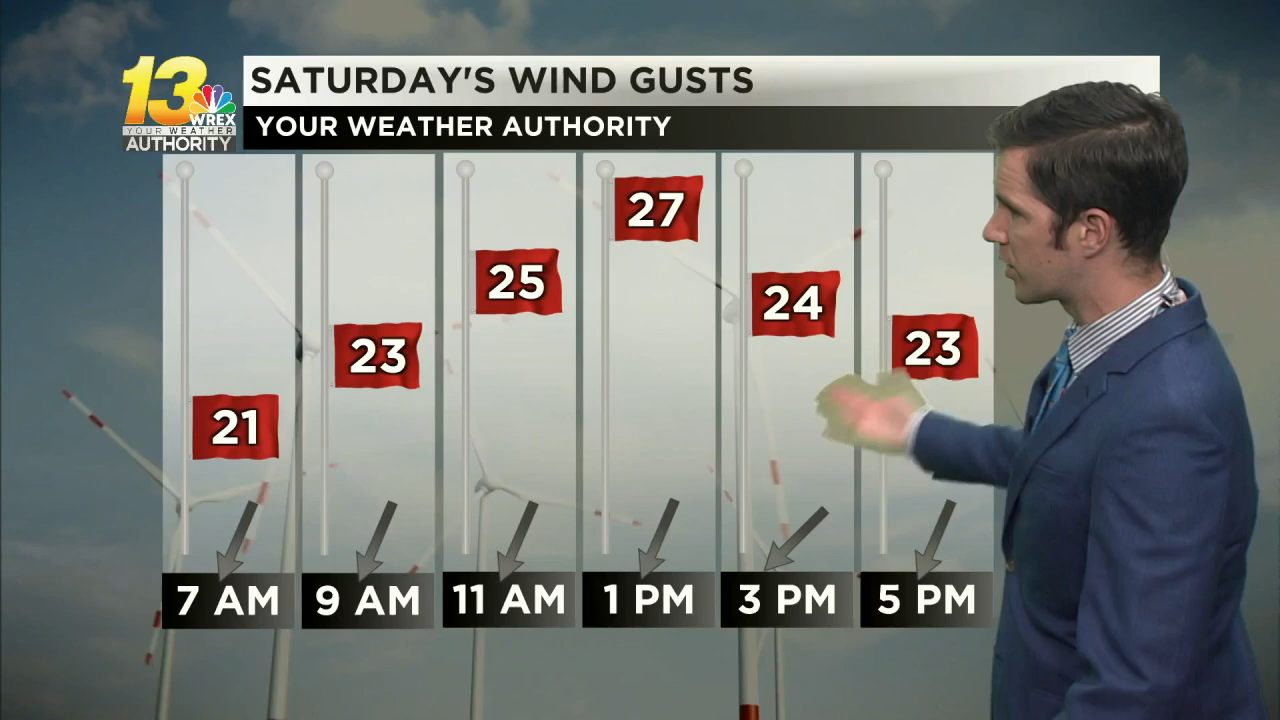 13
WREX
YOUR WEATHER
AUTHORITY
SATURDAY'S WIND GUSTS
YOUR WEATHER AUTHORITY
21
23
25
27
24
23
7 AM
9 AM
11 AM
1 PM
3 PM
5 PM